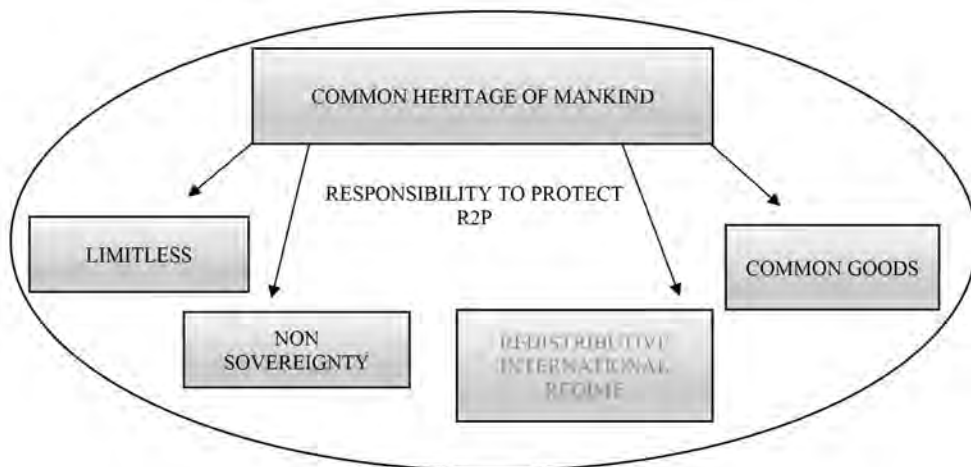 COMMON HERITAGE OF MANKIND
RESPONSIBILITY TO PROTECT
R2P
LIMITLESS
COMMON GOODS
NON
SOVEREIGNTY
REDISTRIBUTIVE
INTERNATIONAL
REGIME